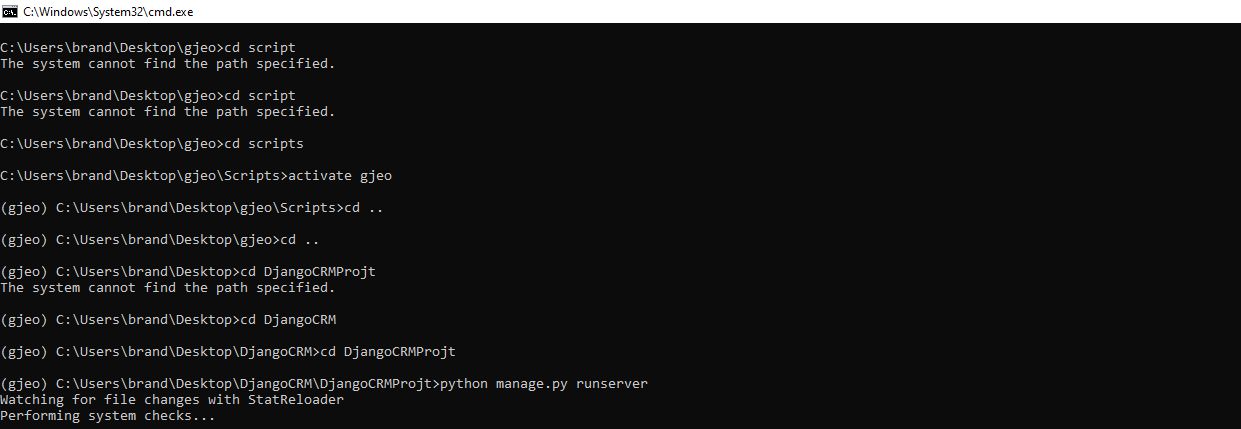 C:\Windows\System32\cmd.exe
C:\Users\brand\Desktop\gjeo>cd script
The system cannot find the path specified.
C:\Users\brand\Desktop\gjeo>cd script
The system cannot find the path specified.
C:\Users\brand\Desktop\gjeo>cd scripts
C:\Users\brand\Desktop\gjeo\Scripts>activate gjeo
(gjeo) C:\Users\brand\Desktop\gjeo\Scripts>cd ..
(gjeo) C:\Users\brand\Desktop\gjeo>cd ..
(gjeo) C:\Users\brand\Desktop>cd DjangoCRMProjt
The system cannot find the path specified.
(gjeo) C:\Users\brand\Desktop>cd DjangoCRM
(gjeo) C:\Users\brand\Desktop\DjangoCRM>cd DjangoCRMProjt
(gjeo) C:\Users\brand\Desktop\DjangoCRM\DjangoCRMProjt>python manage.py runserver
Watching for file changes with StatReloader
Performing system checks...